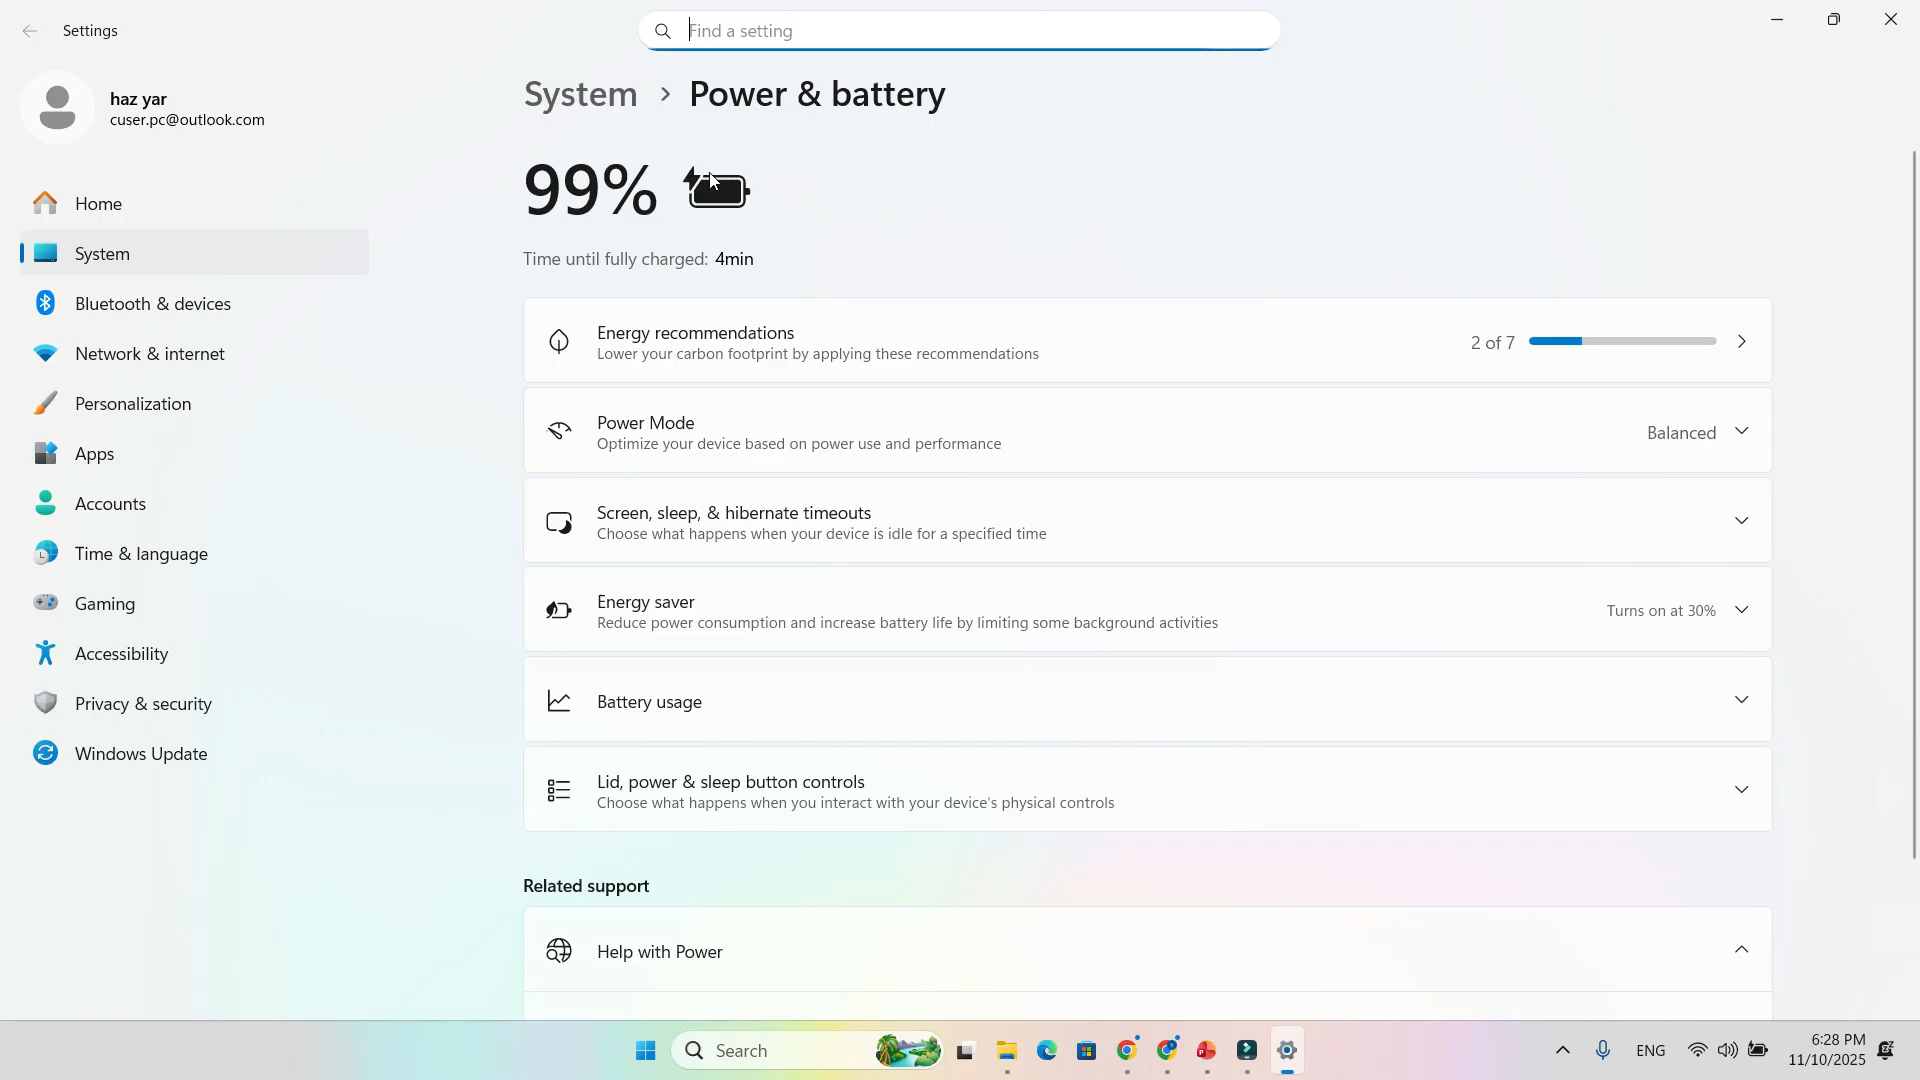 Settings
Find a setting
haz yar
cuser.pc@outlook.com
Home
System
Bluetooth & devices
Network & internet
Personalization
Apps
Accounts
Time & language
Gaming
Accessibility
Privacy & security
Windows Update
System > Power & battery
99%
Time until fully charged: 4min
Energy recommendations
Lower your carbon footprint by applying these recommendations
2 of 7
Power Mode
Optimize your device based on power use and performance
Balanced
Screen, sleep, & hibernate timeouts
Choose what happens when your device is idle for a specified time
Energy saver
Reduce power consumption and increase battery life by limiting some background activities
Turns on at 30%
Battery usage
Lid, power & sleep button controls
Choose what happens when you interact with your device's physical controls
Related support
Help with Power
Search
ENG
6:28 PM
11/10/2025